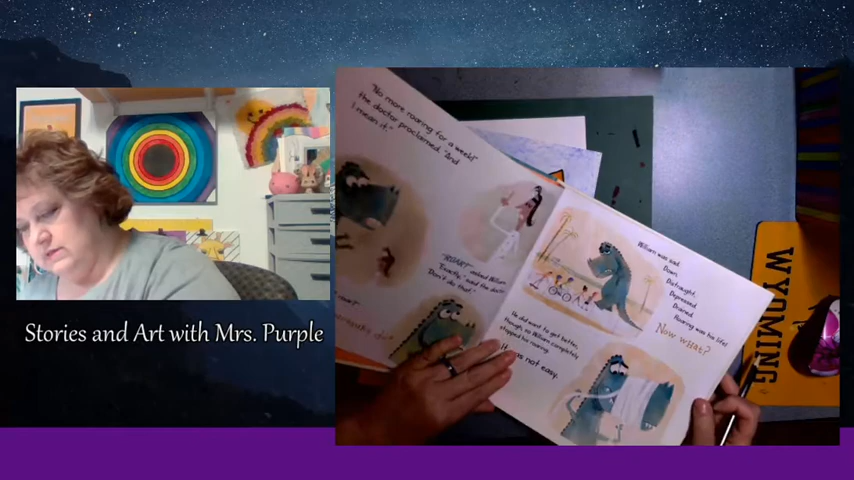 "No more roaring for a week!"
the doctor proclaimed. "And
I mean it."
"ROAR?" asked William.
"Exactly," said the doctor.
"Don't do that."
William was sad.
Down.
Distraught.
Depressed.
Drained.
Roaring was his life!
Now what?
He did want to get better,
though, so William completely
stopped his roaring.
It was not easy.
WYOMING
Stories and Art with Mrs. Purple